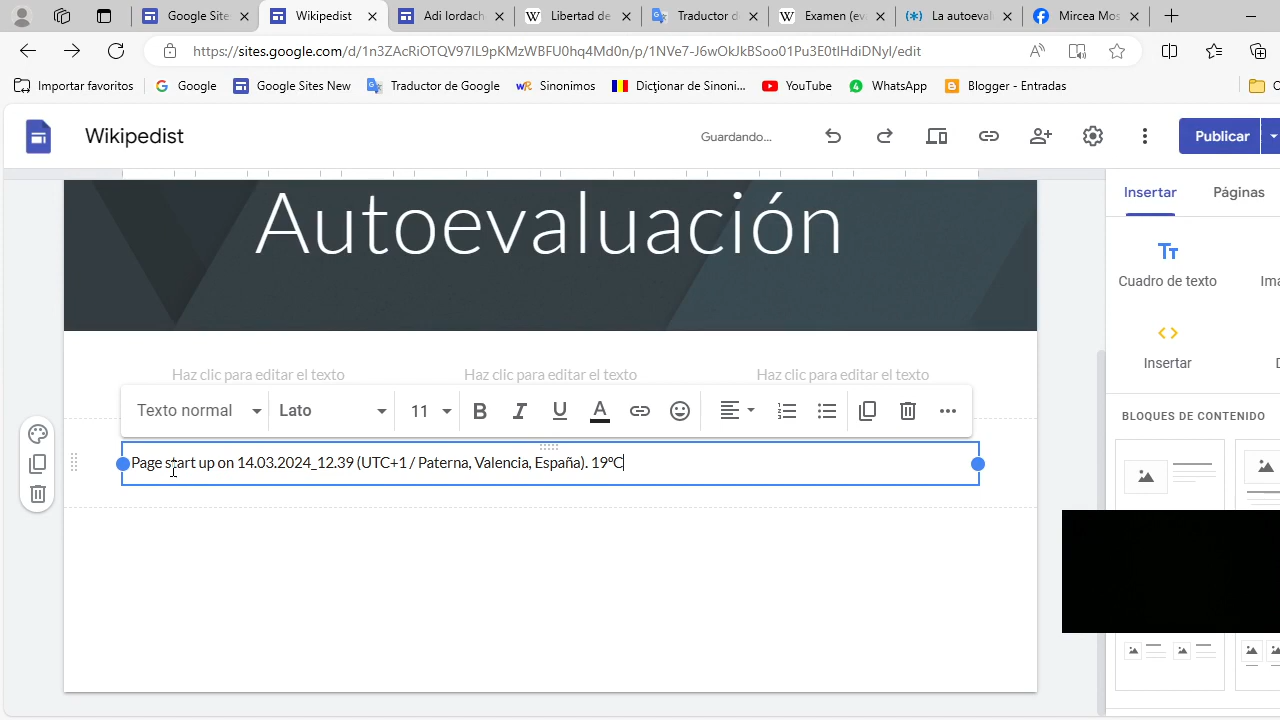 Google Site
Wikipedist
Adi Iordach
Libertad de
Traductor d
Examen (ev
La autoeval
Mircea Mos
https://sites.google.com/d/1n3ZAcRiOTQV97IL9pKMzWBFU0hq4Md0n/p/1NVe7-J6wOkJkBSoo01Pu3E0tlHdiDNyI/edit
Importar favoritos
Google
Google Sites New
Traductor de Google
Sinonimos
Dicționar de Sinoni...
YouTube
WhatsApp
Blogger - Entradas
Wikipedist
Guardando...
Publicar
Autoevaluación
Insertar
Páginas
Cuadro de texto
Imá
Insertar
D
BLOQUES DE CONTENIDO
Haz clic para editar el texto
Haz clic para editar el texto
Haz clic para editar el texto
Texto normal
Lato
11
Page start up on 14.03.2024_12.39 (UTC+1 / Paterna, Valencia, España). 19ºC